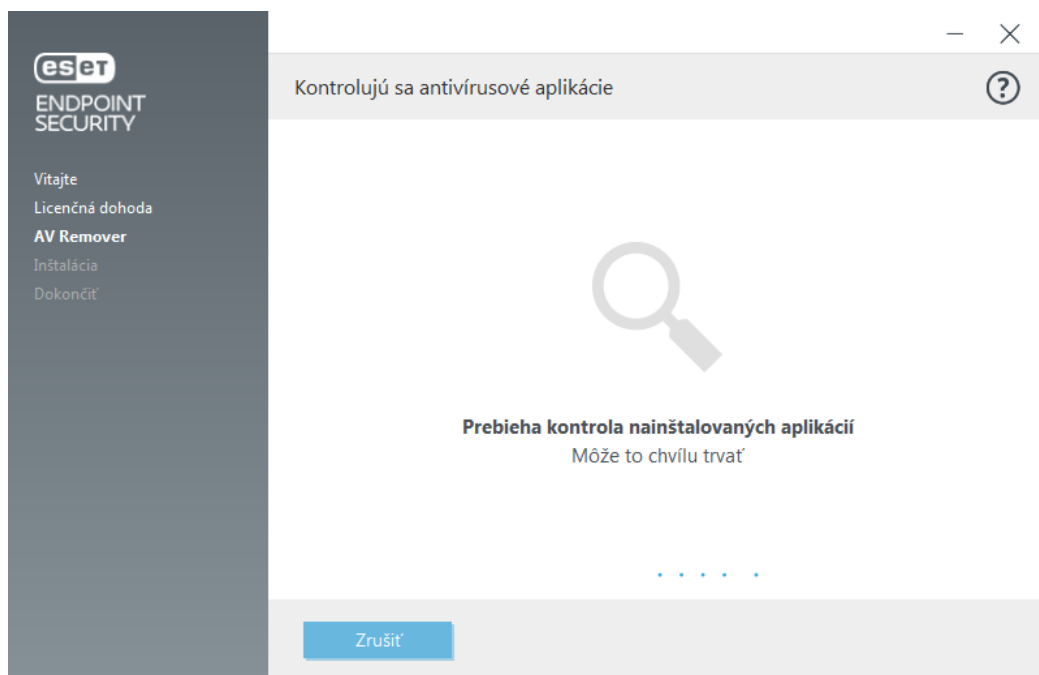 eset
ENDPOINT
SECURITY
Vitajte
Licenčná dohoda
AV Remover
Inštalácia
Dokončiť
Kontrolujú sa antivírusové aplikácie
?
Prebieha kontrola nainštalovaných aplikácií
Môže to chvílu trvať
Zrušiť